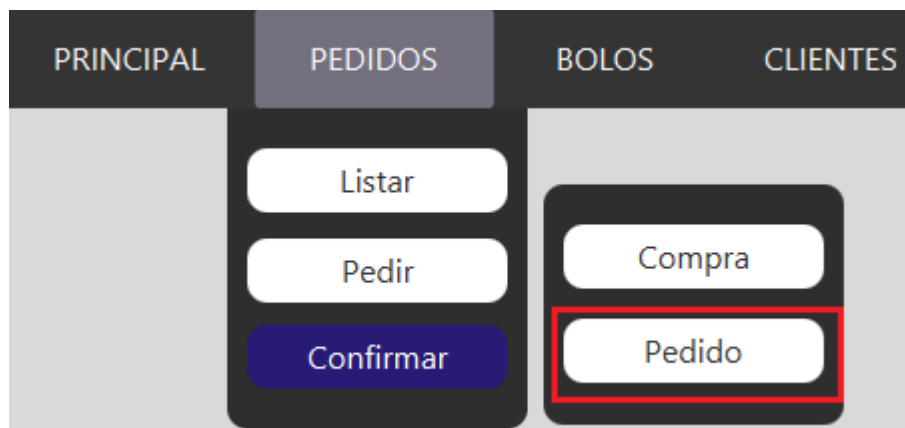 PRINCIPAL PEDIDOS BOLOS CLIENTES
Listar
Pedir
Confirmar
Compra
Pedido